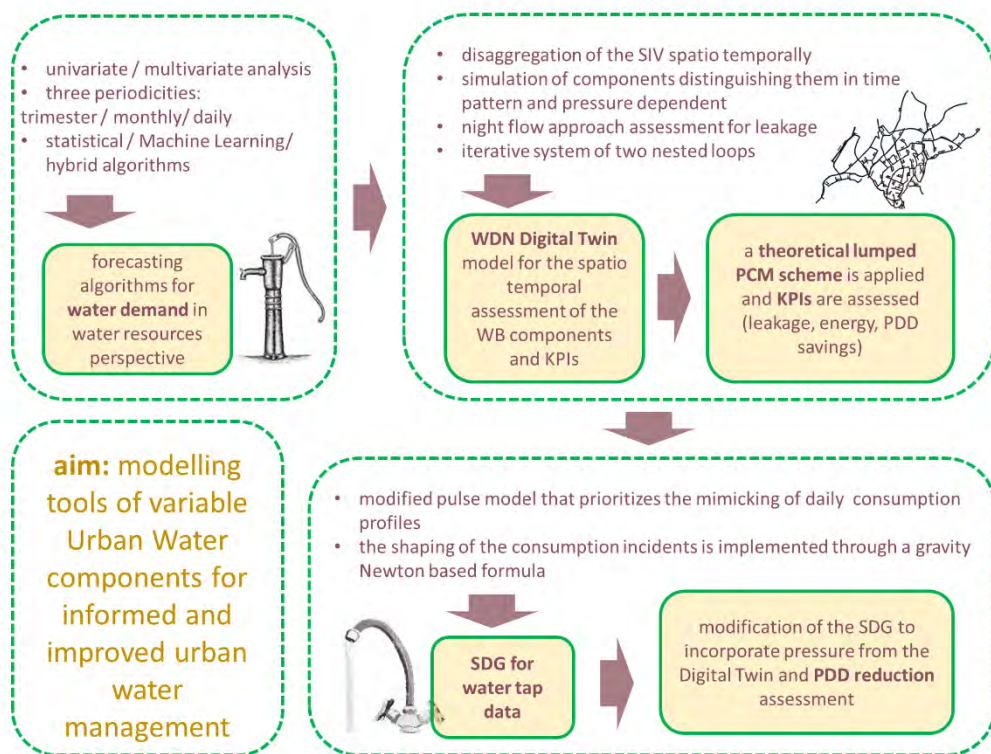 • univariate / multivariate analysis
• three periodicities:
trimester / monthly/ daily
• statistical / Machine Learning/
hybrid algorithms
forecasting
algorithms for
water demand in
water resources
perspective
• disaggregation of the SIV spatio temporally
• simulation of components distinguishing them in time
pattern and pressure dependent
• night flow approach assessment for leakage
• iterative system of two nested loops
WDN Digital Twin
model for the spatio
temporal
assessment of the
WB components
and KPIs
a theoretical lumped
PCM scheme is applied
and KPIs are assessed
(leakage, energy, PDD
savings)
aim: modelling
tools of variable
Urban Water
components for
informed and
improved urban
water
management
• modified pulse model that prioritizes the mimicking of daily consumption
profiles
• the shaping of the consumption incidents is implemented through a gravity
Newton based formula
SDG for
water tap
data
modification of the SDG to
incorporate pressure from the
Digital Twin and PDD reduction
assessment